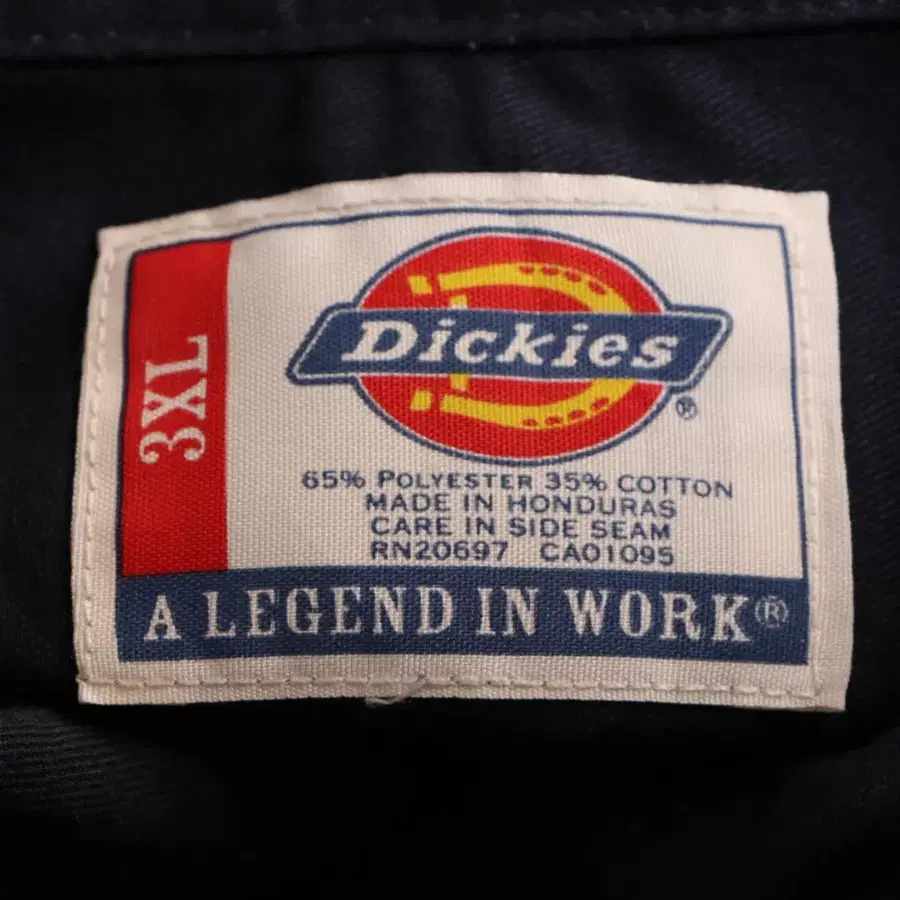 3XL
Dickies®
65% POLYESTER 35% COTTON
MADE IN HONDURAS
CARE IN SIDE SEAM
RN20697 CA01095
A LEGEND IN WORK®